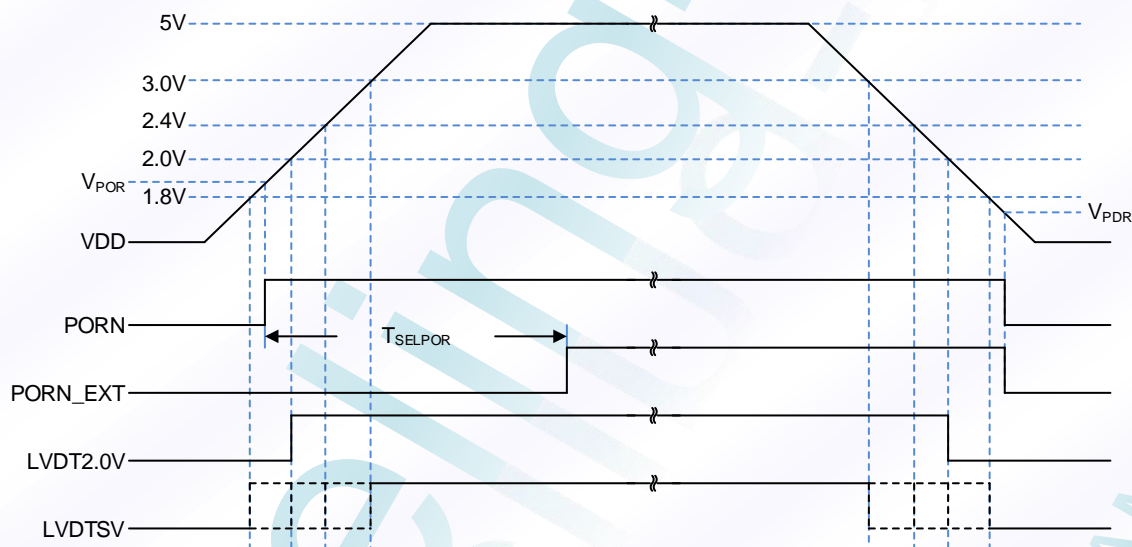 5V
3.0V
2.4V
2.0V
VPOR
1.8V
VPDR
VDD
PORN
TSELPOR
PORN_EXT
LVDT2.0V
LVDTSV